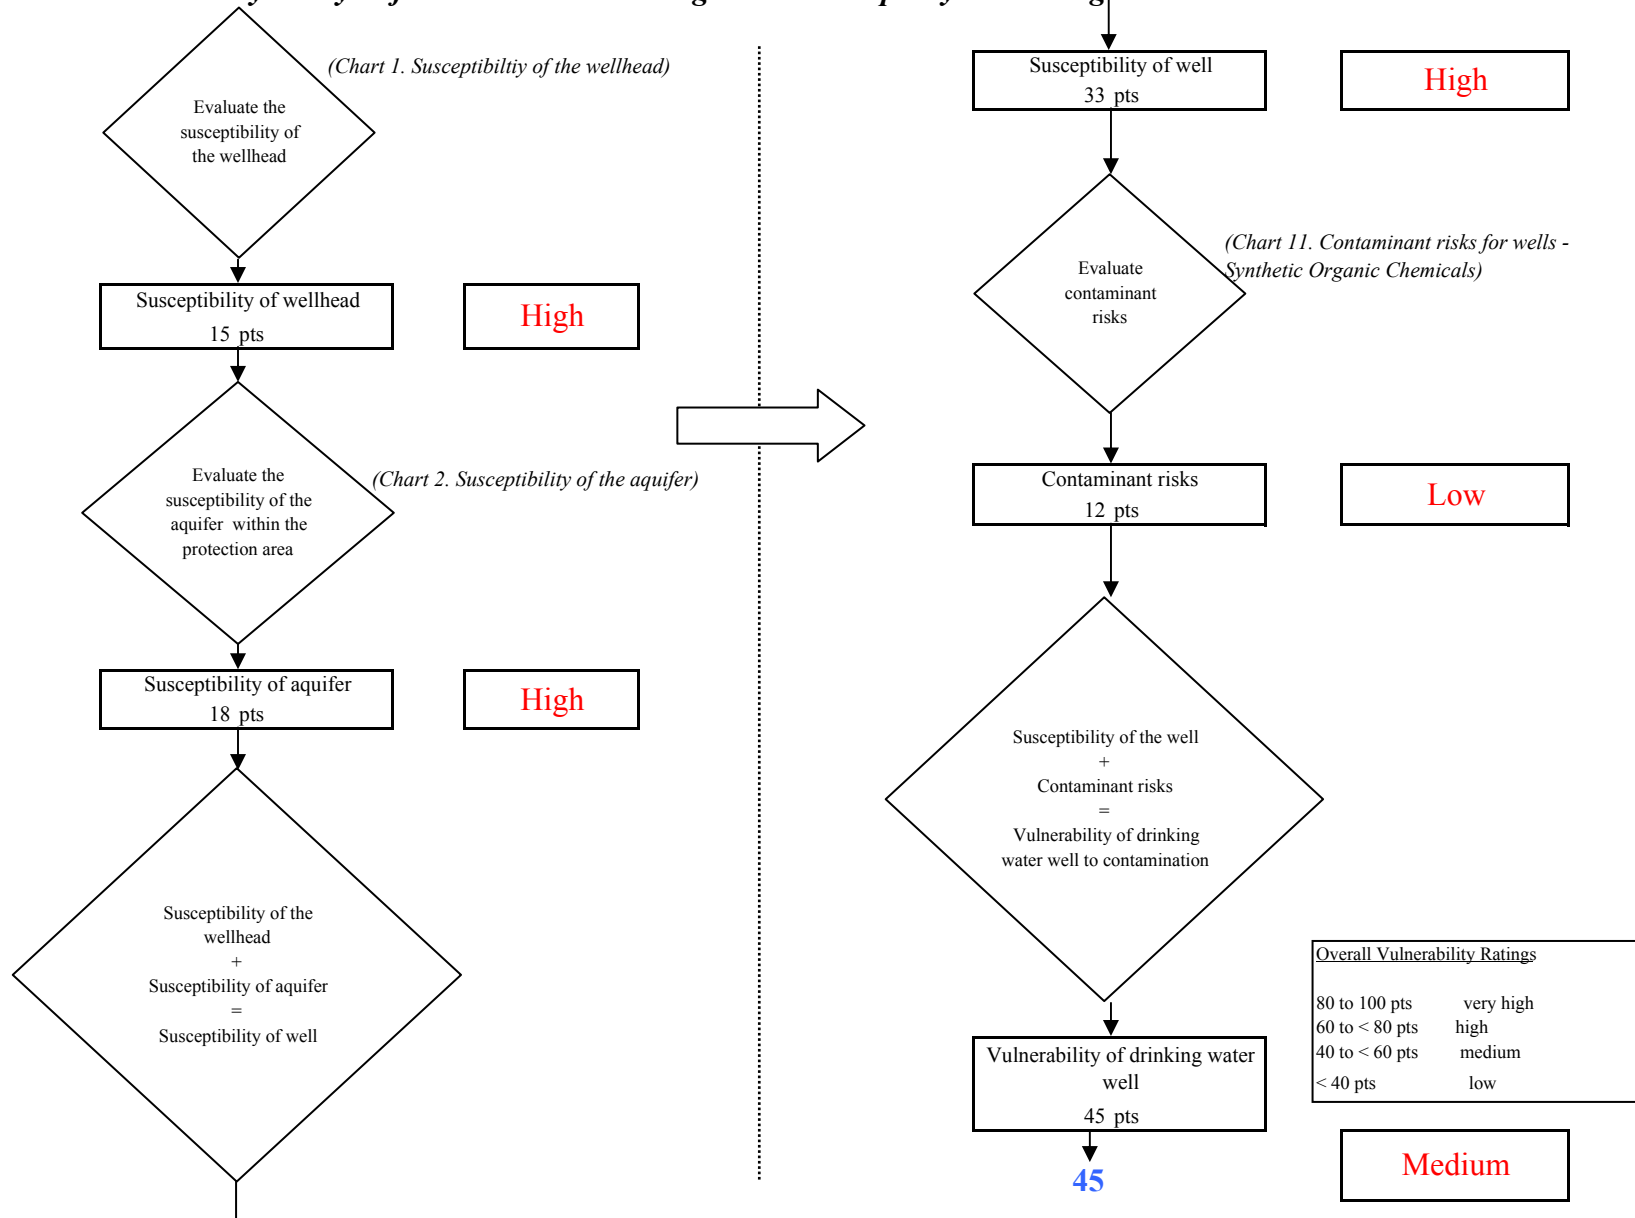 (Chart 1. Susceptibiltiy of the wellhead)
Evaluate the
susceptibility of
the wellhead
Susceptibility of wellhead
15 pts
High
Evaluate the
susceptibility of the
aquifer within the
protection area
(Chart 2. Susceptibility of the aquifer)
Susceptibility of aquifer
18 pts
High
Susceptibility of the
wellhead
+
Susceptibility of aquifer
=
Susceptibility of well
Susceptibility of well
33 pts
High
(Chart 11. Contaminant risks for wells -
Synthetic Organic Chemicals)
Evaluate
contaminant
risks
Contaminant risks
12 pts
Low
Susceptibility of the well
+
Contaminant risks
=
Vulnerability of drinking
water well to contamination
Overall Vulnerability Ratings
80 to 100 pts very high
60 to < 80 pts high
40 to < 60 pts medium
< 40 pts low
Vulnerability of drinking water
well
45 pts
45
Medium